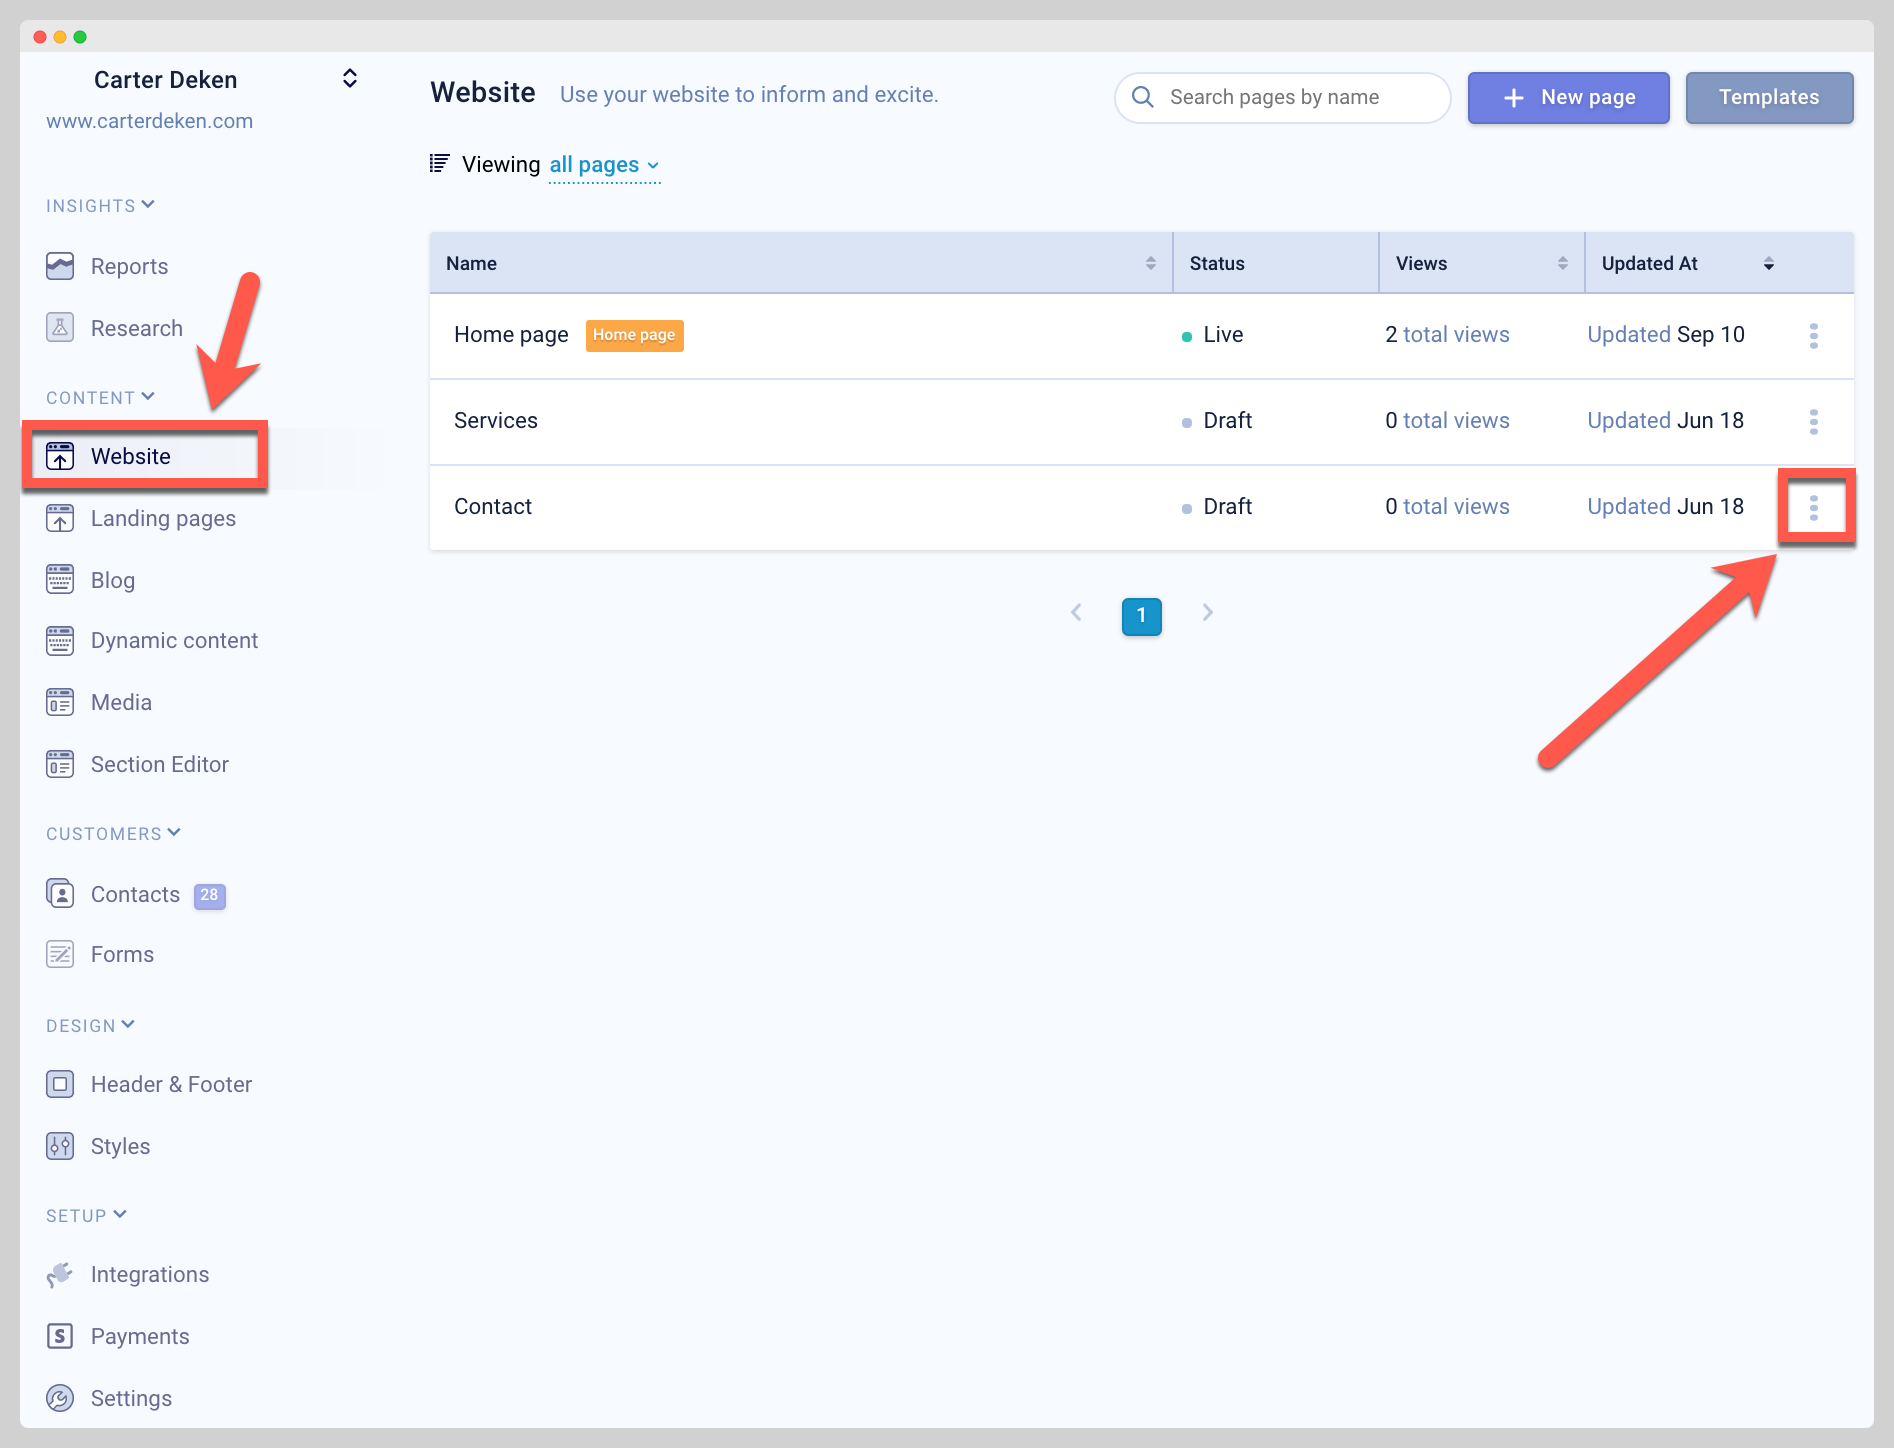 Carter Deken
www.carterdeken.com
INSIGHTS
Reports
Research
CONTENT
Website
Landing pages
Blog
Dynamic content
Media
Section Editor
CUSTOMERS
Contacts 28
Forms
DESIGN
Header & Footer
Styles
SETUP
Integrations
Payments
Settings
Website Use your website to inform and excite.
Search pages by name
+ New page
Templates
Viewing all pages
Name Status Views Updated At
Home page Home page Live 2 total views Updated Sep 10
Services Draft 0 total views Updated Jun 18
Contact Draft 0 total views Updated Jun 18
1